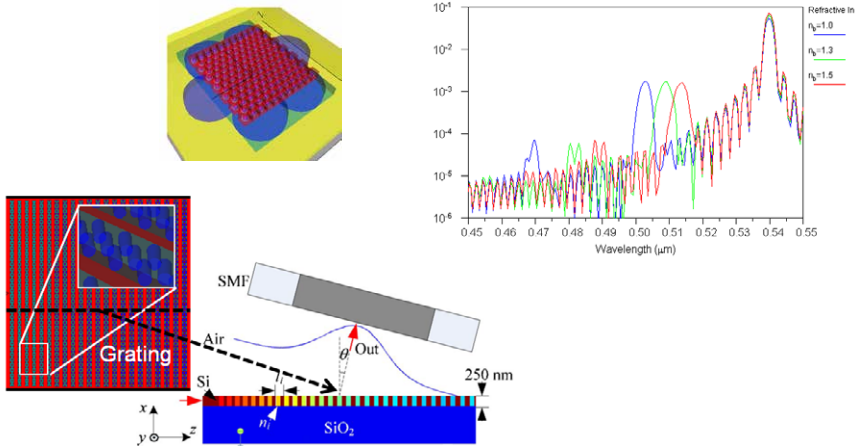 Refractive In
n_b=1.0
n_b=1.3
n_b=1.5
10^-1
10^-2
10^-3
10^-4
10^-5
10^-6
0.45 0.46 0.47 0.48 0.49 0.50 0.51 0.52 0.53 0.54 0.55
Wavelength (μm)
Grating
SMF
Air
Out
θ
250 nm
Si
l_i
n_i
SiO₂
x
y
z